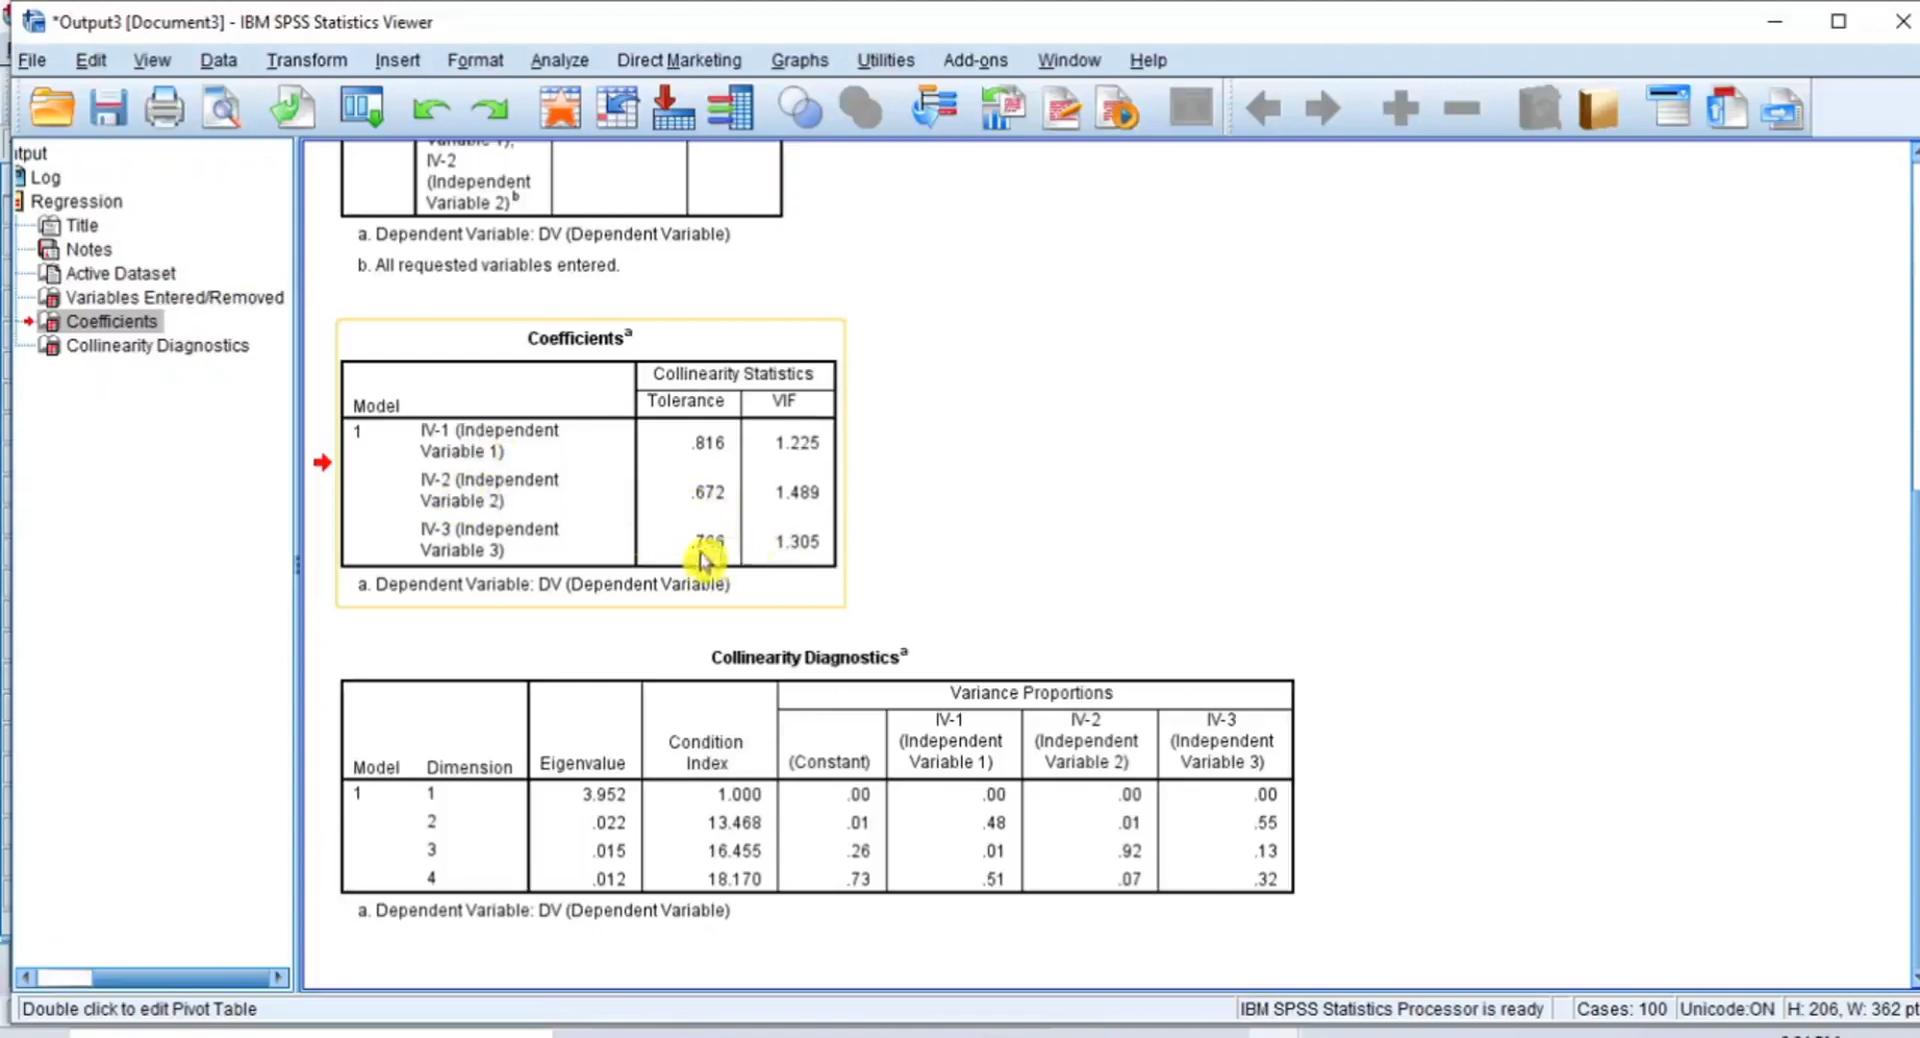 *Output3 [Document3] - IBM SPSS Statistics Viewer
File Edit View Data Transform Insert Format Analyze Direct Marketing Graphs Utilities Add-ons Window Help
Log
Regression
Title
Notes
Active Dataset
Variables Entered/Removed
Coefficients
Collinearity Diagnostics
IV-2
(Independent
Variable 2)b
a. Dependent Variable: DV (Dependent Variable)
b. All requested variables entered.
Coefficientsa
Collinearity Statistics
Model Tolerance VIF
1 IV-1 (Independent Variable 1) .816 1.225
IV-2 (Independent Variable 2) .672 1.489
IV-3 (Independent Variable 3) .766 1.305
a. Dependent Variable: DV (Dependent Variable)
Collinearity Diagnosticsa
Variance Proportions
Model Dimension Eigenvalue Condition Index (Constant) IV-1 (Independent Variable 1) IV-2 (Independent Variable 2) IV-3 (Independent Variable 3)
1 1 3.952 1.000 .00 .00 .00 .00
2 .022 13.468 .01 .48 .01 .55
3 .015 16.455 .26 .01 .92 .13
4 .012 18.170 .73 .51 .07 .32
a. Dependent Variable: DV (Dependent Variable)
Double click to edit Pivot Table
IBM SPSS Statistics Processor is ready Cases: 100 Unicode:ON H: 206, W: 362 pt